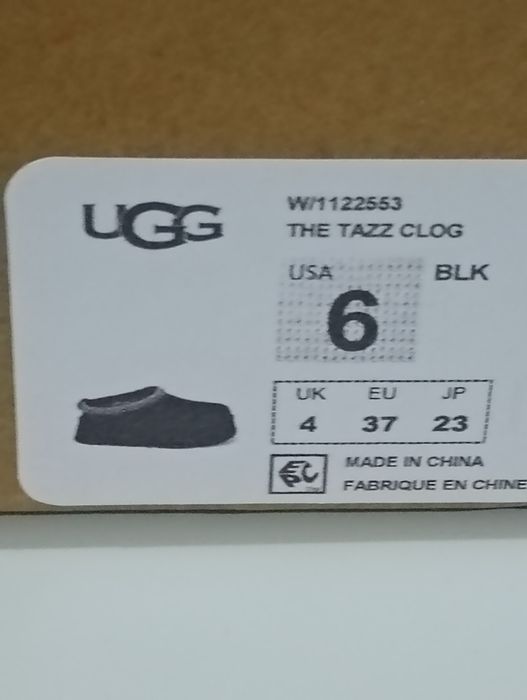 UGG
W/1122553
THE TAZZ CLOG
USA
BLK
6
UK EU JP
4 37 23
MADE IN CHINA
FABRIQUE EN CHINE